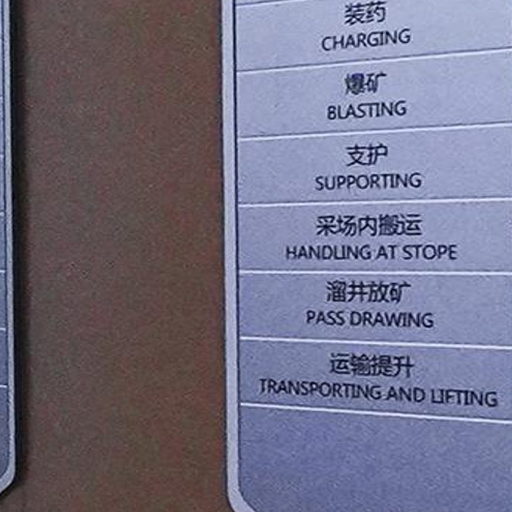 装药
CHARGING
爆矿
BLASTING
支护
SUPPORTING
采场内搬运
HANDLING AT STOPE
溜井放矿
PASS DRAWING
运输提升
TRANSPORTING AND LIFTING